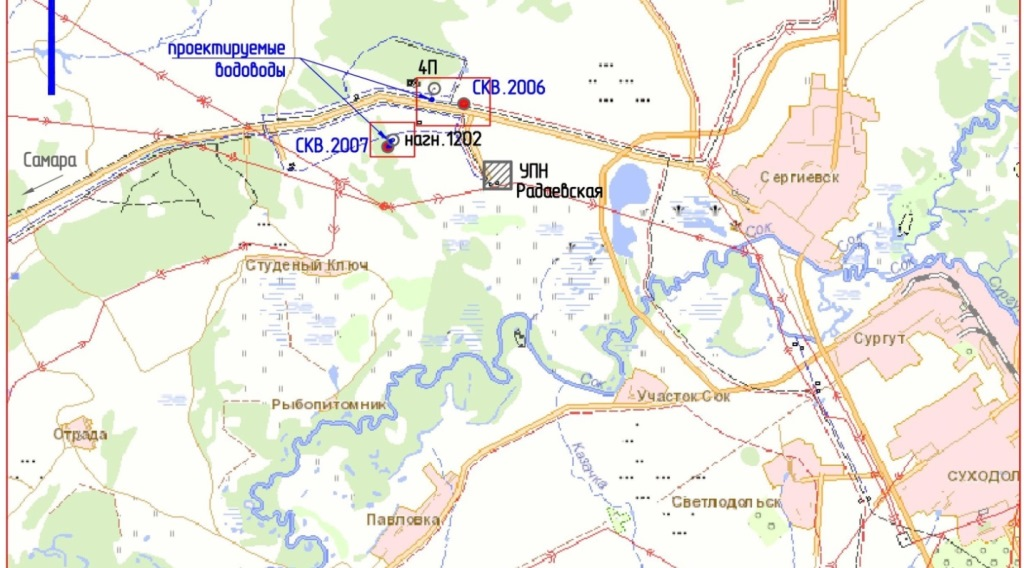 проектируемые
водоводы
4П
СКВ.2006
СКВ.2007
нагн.1202
УПН
Радаевская
Самара
Сергиевск
Сок
Сок
Сок
Студеный Ключ
Сургут
Сок
Участок Сок
Рыбопитомник
Отрада
Казачка
СУХОДОЛ
Светлодольск
Павловка